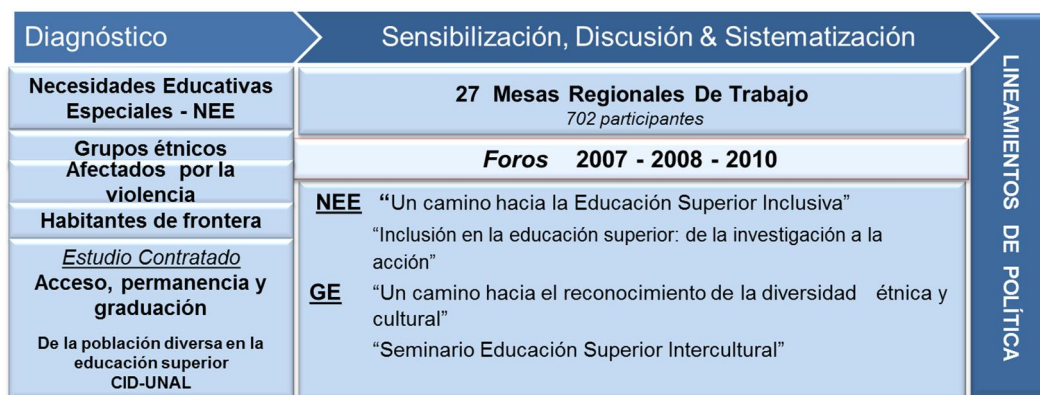 Diagnóstico
Sensibilización, Discusión & Sistematización
Necesidades Educativas
Especiales - NEE
Grupos étnicos
Afectados por la
violencia
Habitantes de frontera
Estudio Contratado
Acceso, permanencia y
graduación
De la población diversa en la
educación superior
CID-UNAL
27 Mesas Regionales De Trabajo
702 participantes
Foros 2007 - 2008 - 2010
NEE “Un camino hacia la Educación Superior Inclusiva”
“Inclusión en la educación superior: de la investigación a la
acción”
GE “Un camino hacia el reconocimiento de la diversidad étnica y
cultural”
“Seminario Educación Superior Intercultural”
LINEAMIENTOS DE POLÍTICA